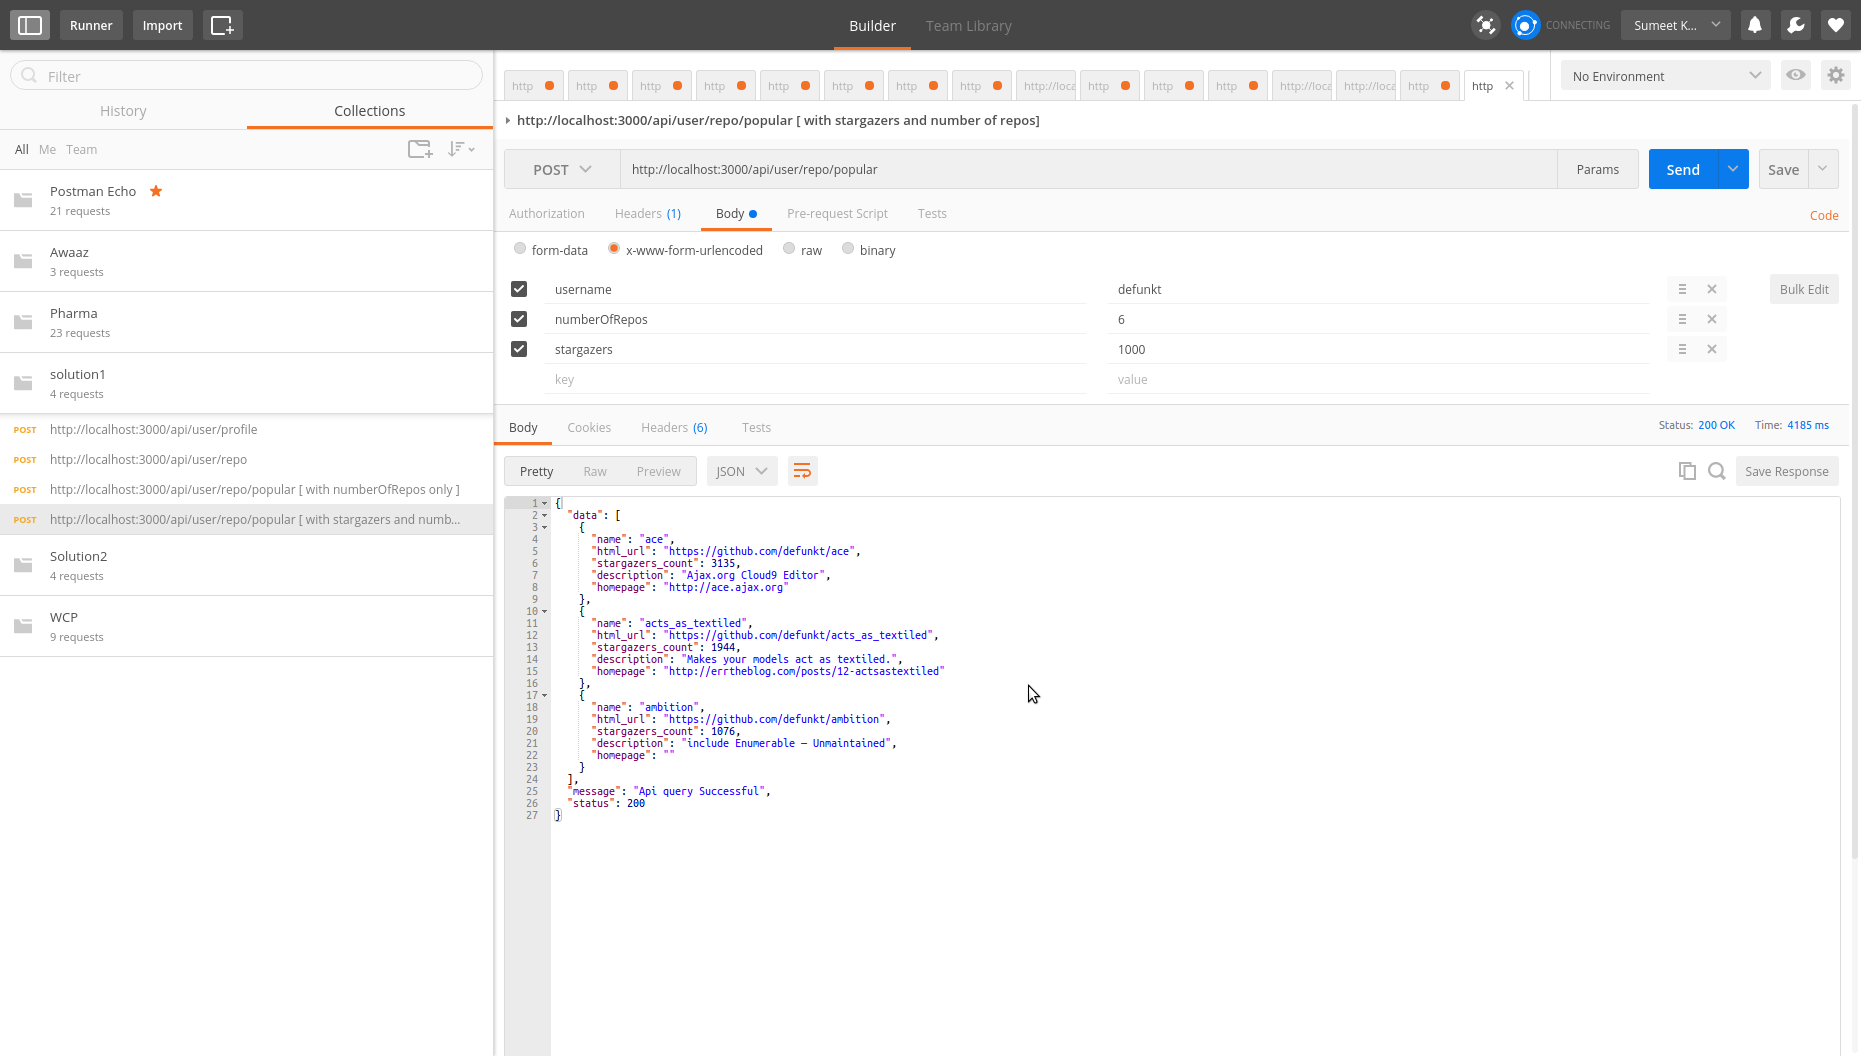 Runner
Import
Builder
Team Library
CONNECTING
Sumeet K...
Filter
History
Collections
All Me Team
Postman Echo
21 requests
Awaaz
3 requests
Pharma
23 requests
solution1
4 requests
POST http://localhost:3000/api/user/profile
POST http://localhost:3000/api/user/repo
POST http://localhost:3000/api/user/repo/popular [ with numberOfRepos only ]
POST http://localhost:3000/api/user/repo/popular [ with stargazers and numb...
Solution2
4 requests
WCP
9 requests
http http http http http http http http http://loca http http http http://loca http://loca http http
No Environment
http://localhost:3000/api/user/repo/popular [ with stargazers and number of repos]
POST http://localhost:3000/api/user/repo/popular Params Send Save
Authorization Headers (1) Body Pre-request Script Tests Code
form-data x-www-form-urlencoded raw binary
username defunkt Bulk Edit
numberOfRepos 6
stargazers 1000
key value
Body Cookies Headers (6) Tests Status: 200 OK Time: 4185 ms
Pretty Raw Preview JSON Save Response
1 {
2 "data": [
3 {
4 "name": "ace",
5 "html_url": "https://github.com/defunkt/ace",
6 "stargazers_count": 3135,
7 "description": "Ajax.org Cloud9 Editor",
8 "homepage": "http://ace.ajax.org"
9 },
10 {
11 "name": "acts_as_textiled",
12 "html_url": "https://github.com/defunkt/acts_as_textiled",
13 "stargazers_count": 1944,
14 "description": "Makes your models act as textiled.",
15 "homepage": "http://errtheblog.com/posts/12-actsastextiled"
16 },
17 {
18 "name": "ambition",
19 "html_url": "https://github.com/defunkt/ambition",
20 "stargazers_count": 1076,
21 "description": "include Enumerable — Unmaintained",
22 "homepage": ""
23 }
24 ],
25 "message": "Api query Successful",
26 "status": 200
27 }